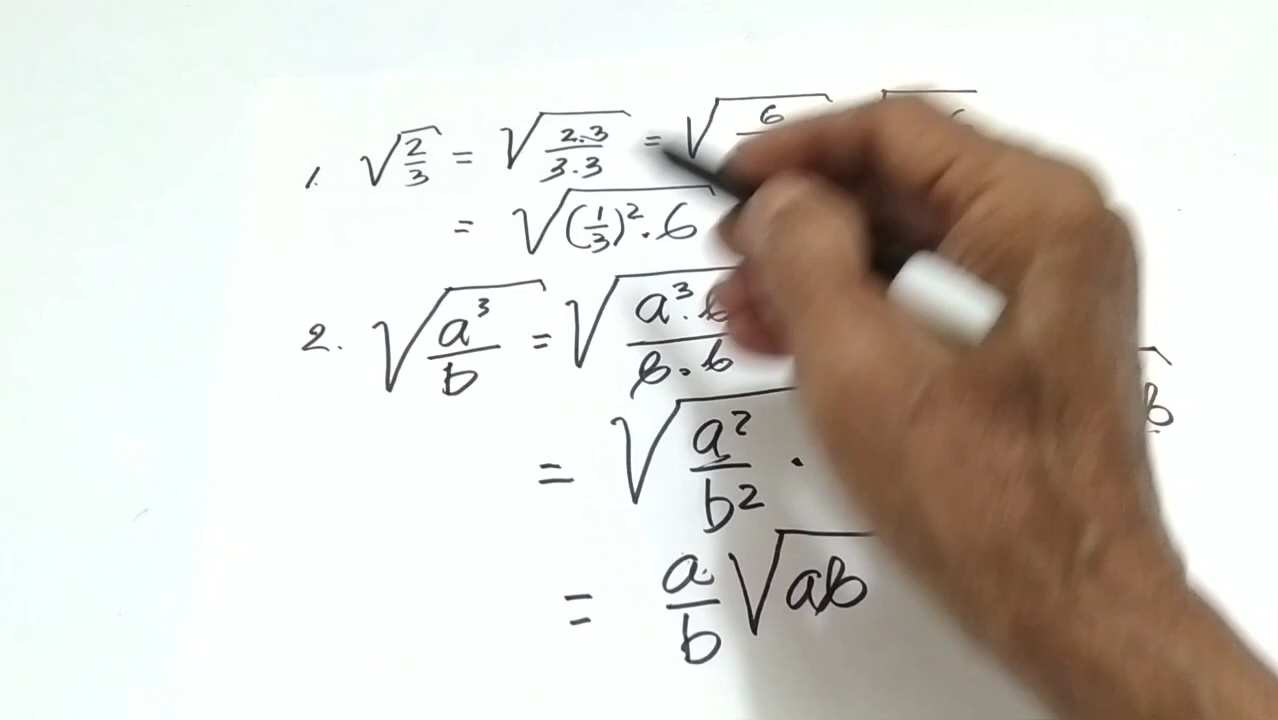 1. √(2/3) = √(2.3/3.3) = √(6
= √((1/3)².6
2. √(a³/b) = √(a³.b/b.b
= √(a²/b² .
= a/b √ab
b